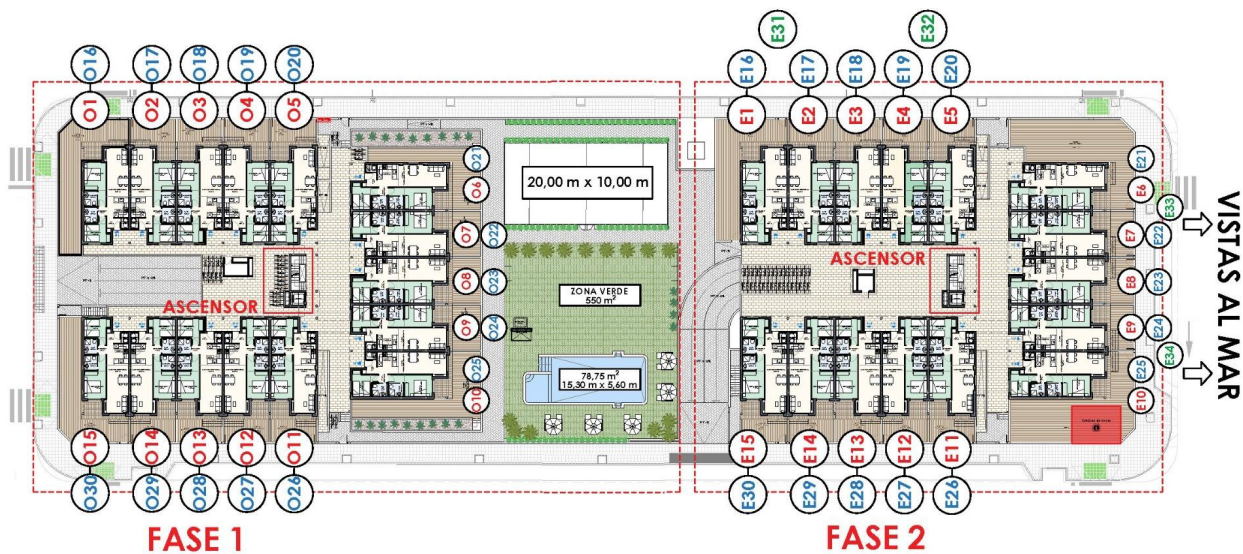 E31
E32
O16
O17
O18
O19
O20
E16
E17
E18
E19
E20
O1
O2
O3
O4
O5
E1
E2
E3
E4
E5
O21
E21
20,00 m x 10,00 m
O6
E6
E33
O7
O22
E7
E22
VISTAS AL MAR
ASCENSOR
ASCENSOR
O8
O23
E8
E23
ZONA VERDE
550 m²
O9
O24
E9
E24
E34
O25
E25
78,75 m²
15,30 m x 5,60 m
O10
E10
O15
O14
O13
O12
O11
E15
E14
E13
E12
E11
O30
O29
O28
O27
O26
E30
E29
E28
E27
E26
FASE 1
FASE 2